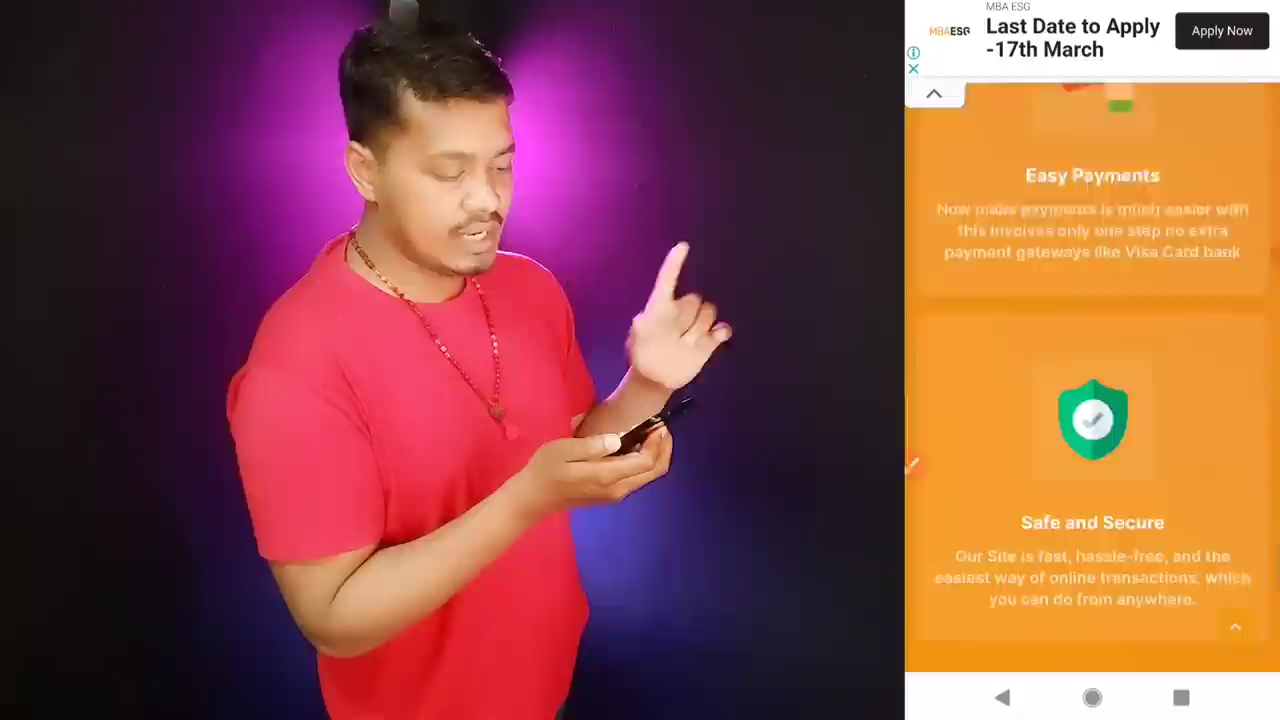 MBA ESG
MBAESG
Last Date to Apply
-17th March
Apply Now
Easy Payments
Now make payments is much easier with
this involves only one step no extra
payment gateways like Visa Card bank
Safe and Secure
Our Site is fast, hassle-free, and the
easiest way of online transactions, which
you can do from anywhere.